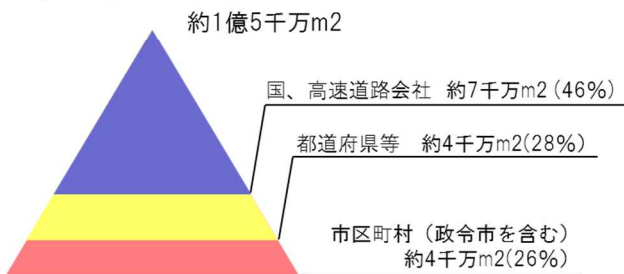 約1億5千万m2
国、高速道路会社 約7千万m2(46%)
都道府県等 約4千万m2(28%)
市区町村（政令市を含む）
約4千万m2(26%)